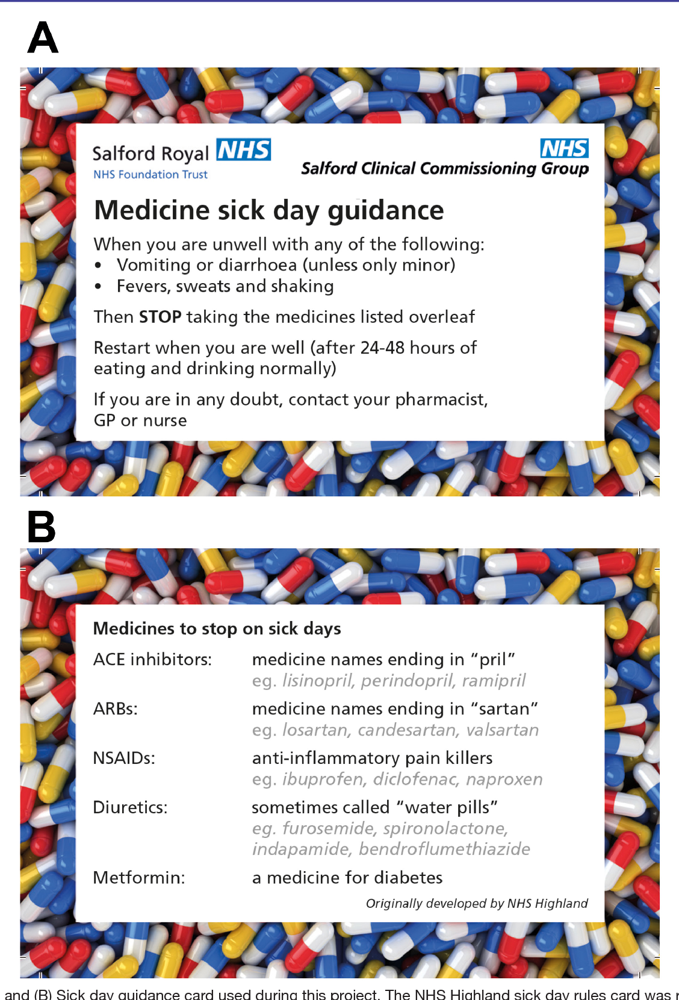 A
Salford Royal NHS
NHS Foundation Trust
NHS
Salford Clinical Commissioning Group
Medicine sick day guidance
When you are unwell with any of the following:
• Vomiting or diarrhoea (unless only minor)
• Fevers, sweats and shaking
Then STOP taking the medicines listed overleaf
Restart when you are well (after 24-48 hours of
eating and drinking normally)
If you are in any doubt, contact your pharmacist,
GP or nurse
B
Medicines to stop on sick days
ACE inhibitors: medicine names ending in “pril”
eg. lisinopril, perindopril, ramipril
ARBs: medicine names ending in “sartan”
eg. losartan, candesartan, valsartan
NSAIDs: anti-inflammatory pain killers
eg. ibuprofen, diclofenac, naproxen
Diuretics: sometimes called “water pills”
eg. furosemide, spironolactone,
indapamide, bendroflumethiazide
Metformin: a medicine for diabetes
Originally developed by NHS Highland
and (B) Sick day guidance card used during this project. The NHS Highland sick day rules card was